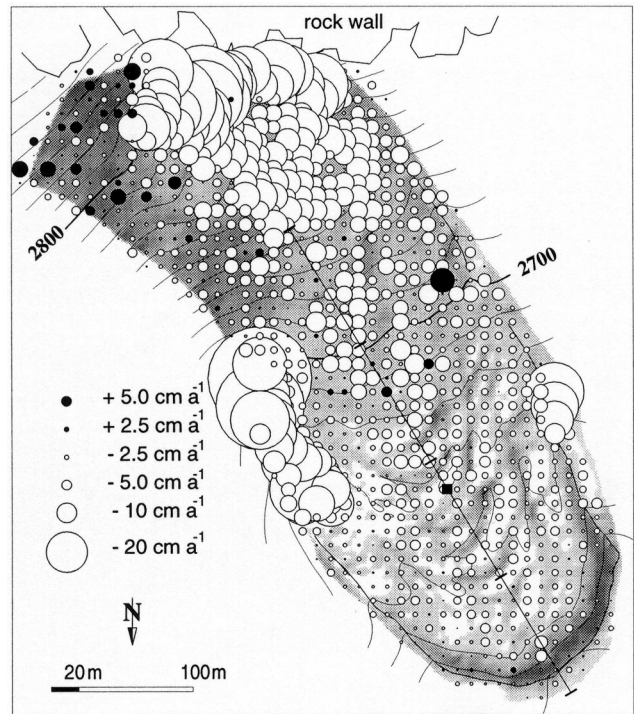 rock wall
2800
2700
+ 5.0 cm a⁻¹
+ 2.5 cm a⁻¹
- 2.5 cm a⁻¹
- 5.0 cm a⁻¹
- 10 cm a⁻¹
- 20 cm a⁻¹
N
20m 100m